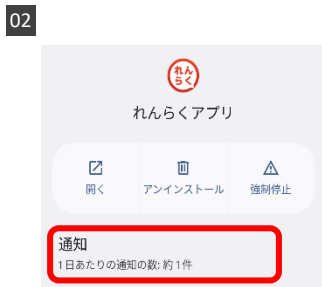 02
れん
らく
れんらくアプリ
開く
アンインストール
強制停止
通知
1日あたりの通知の数: 約1件